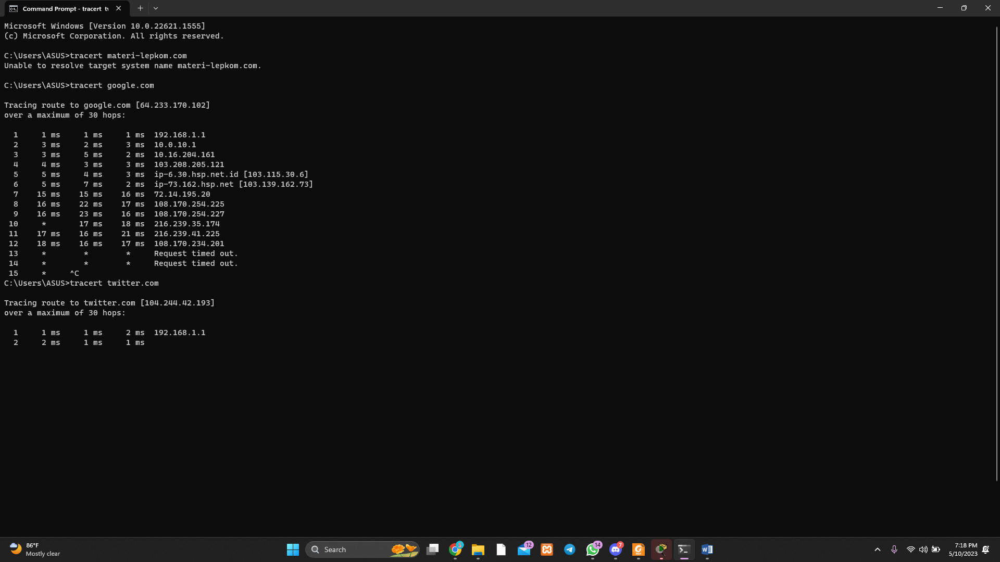 Command Prompt - tracert tv
Microsoft Windows [Version 10.0.22621.1555]
(c) Microsoft Corporation. All rights reserved.
C:\Users\ASUS>tracert materi-lepkom.com
Unable to resolve target system name materi-lepkom.com.
C:\Users\ASUS>tracert google.com
Tracing route to google.com [64.233.170.102]
over a maximum of 30 hops:
1 1 ms 1 ms 1 ms 192.168.1.1
2 3 ms 2 ms 3 ms 10.0.10.1
3 3 ms 5 ms 2 ms 10.16.204.161
4 4 ms 3 ms 3 ms 103.208.205.121
5 5 ms 4 ms 3 ms ip-6.30.hsp.net.id [103.115.30.6]
6 5 ms 7 ms 2 ms ip-73.162.hsp.net [103.139.162.73]
7 15 ms 15 ms 16 ms 72.14.195.20
8 16 ms 22 ms 17 ms 108.170.254.225
9 16 ms 23 ms 16 ms 108.170.254.227
10 * 17 ms 18 ms 216.239.35.174
11 17 ms 16 ms 21 ms 216.239.41.225
12 18 ms 16 ms 17 ms 108.170.234.201
13 * * * Request timed out.
14 * * * Request timed out.
15 * ^C
C:\Users\ASUS>tracert twitter.com
Tracing route to twitter.com [104.244.42.193]
over a maximum of 30 hops:
1 1 ms 1 ms 2 ms 192.168.1.1
2 2 ms 1 ms 1 ms
86°F
Mostly clear
Search
12
14
7
7:18 PM
5/10/2023